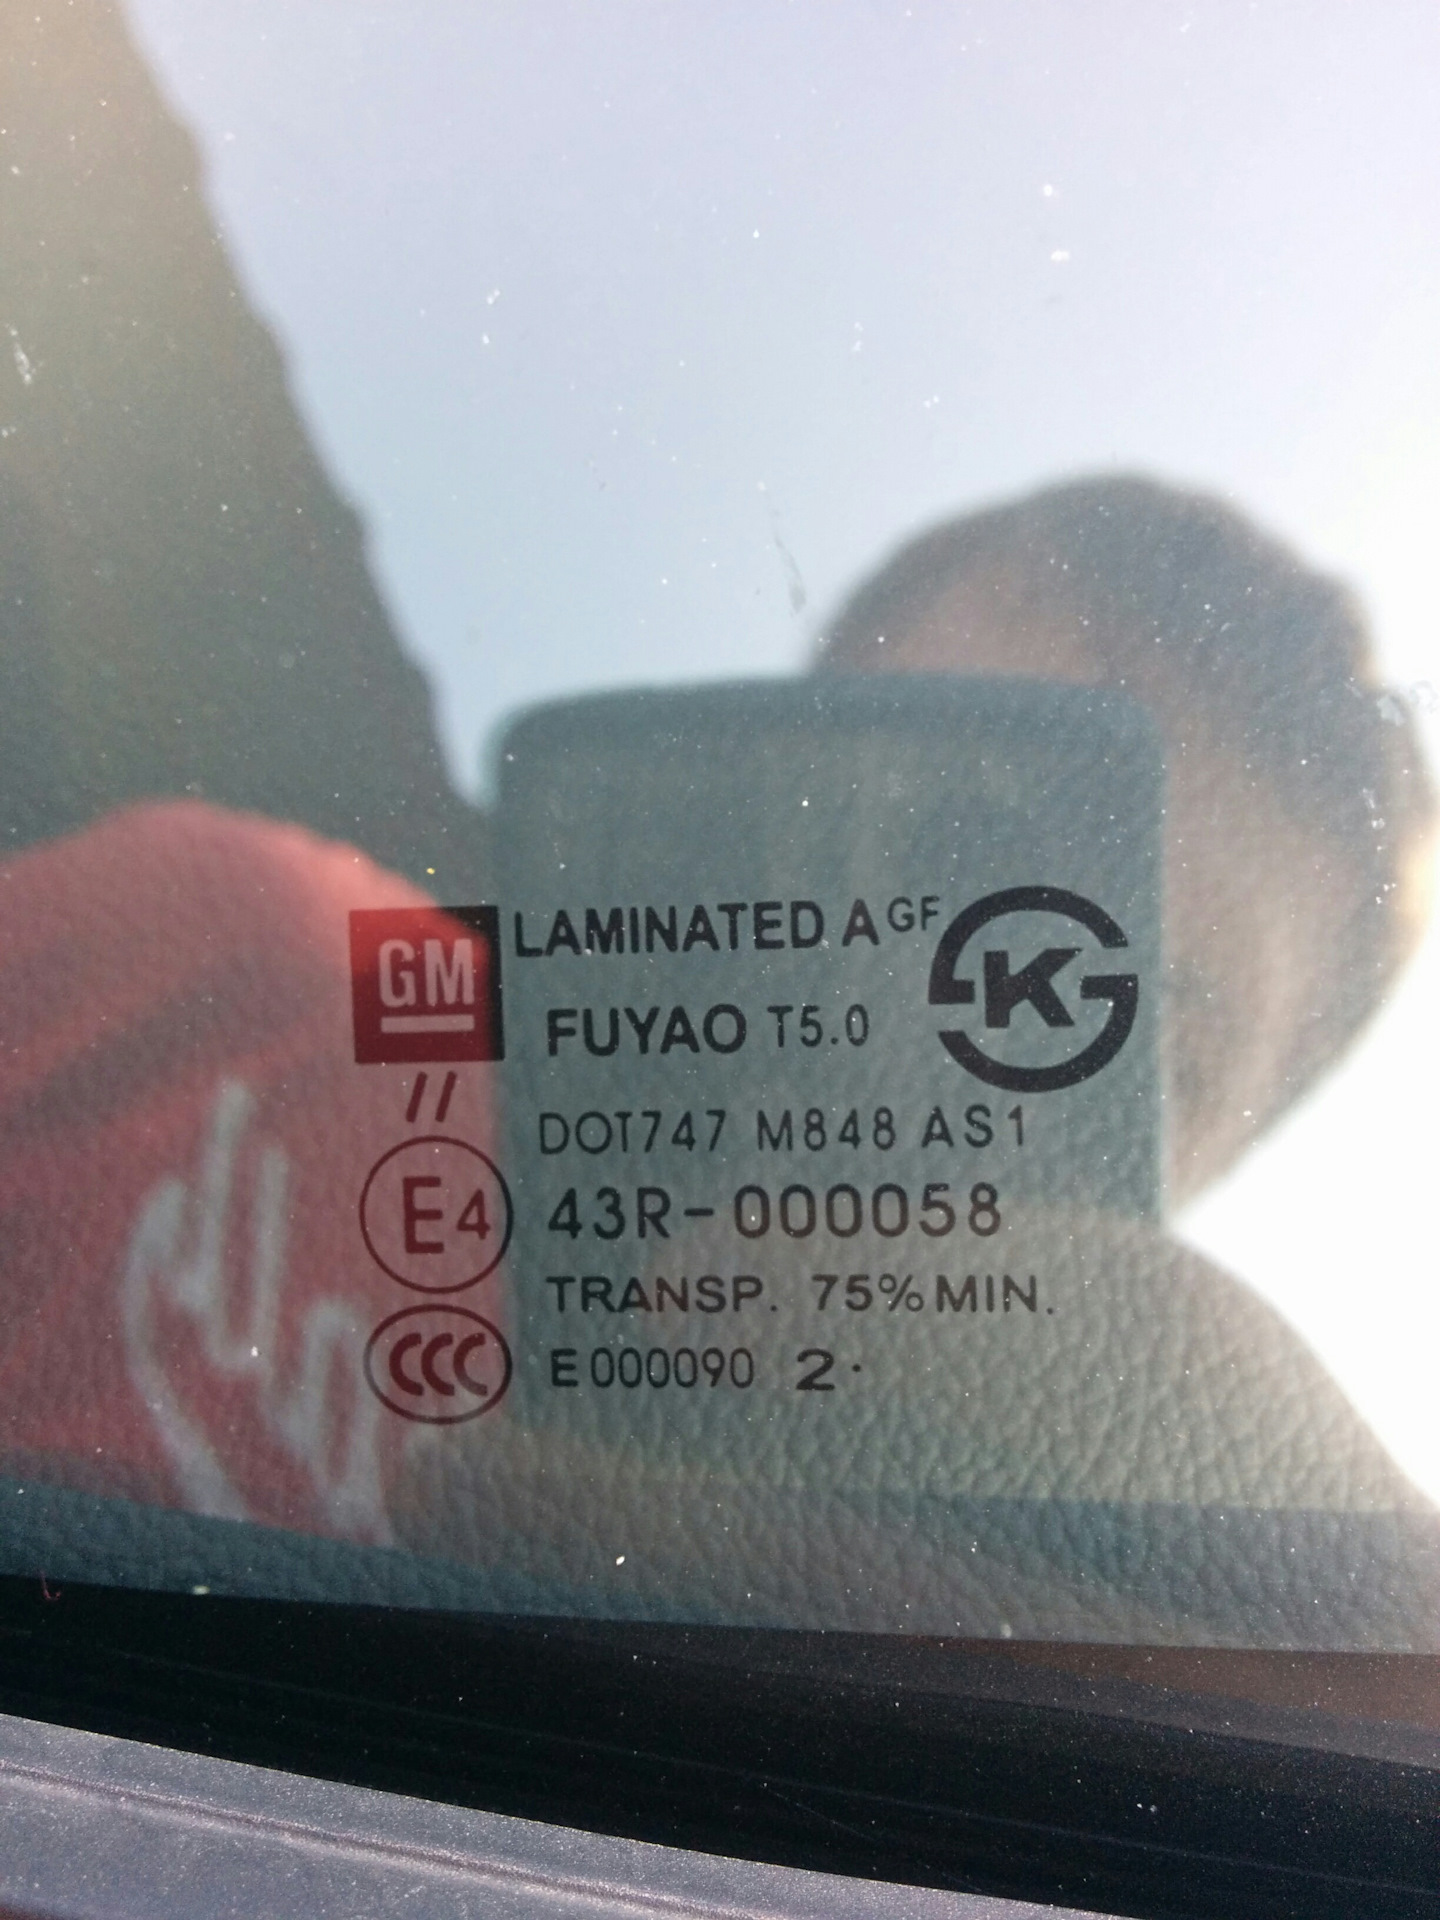 GM
LAMINATED AGF
FUYAO T5.0
K
//
DOT747 M848 AS1
E4 43R-000058
TRANSP. 75% MIN.
CCC E000090 2.